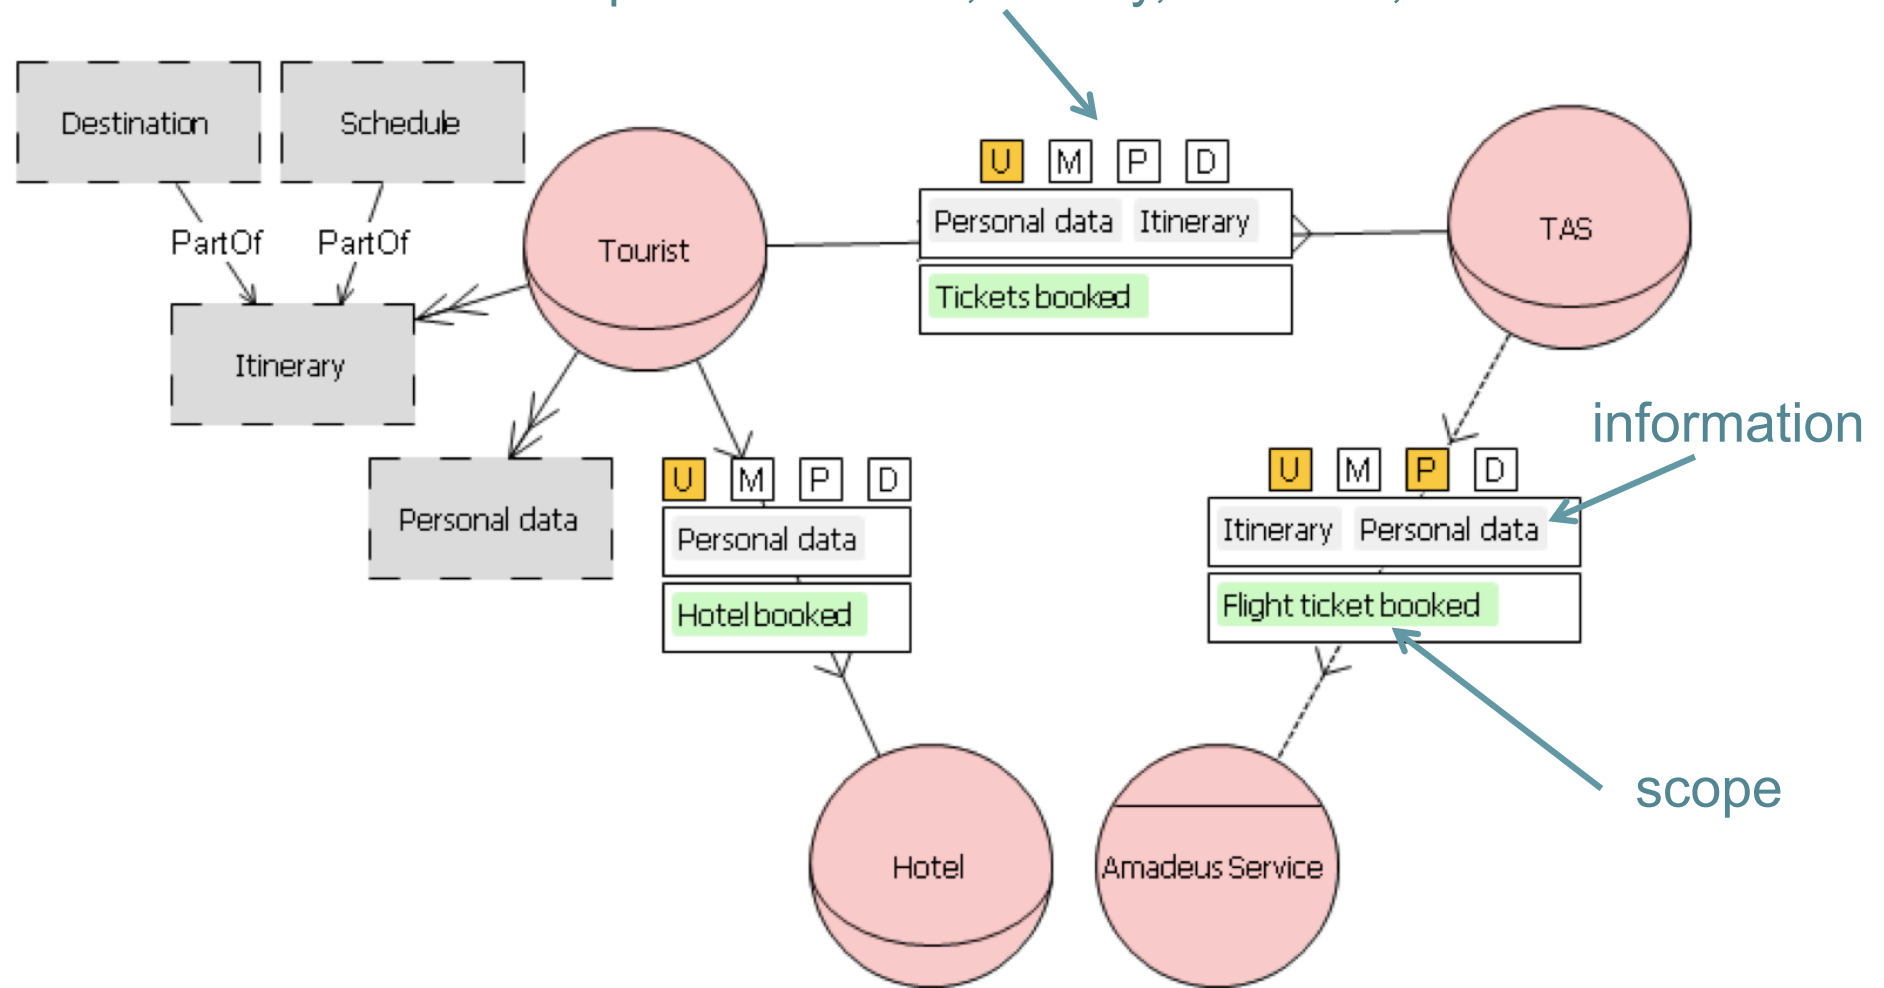 Destination
Schedule
PartOf
PartOf
Itinerary
Personal data
Tourist
U M P D
Personal data Itinerary
Tickets booked
TAS
U M P D
Personal data
Hotel booked
U M P D
Itinerary Personal data
Flight ticket booked
information
scope
Hotel
Amadeus Service